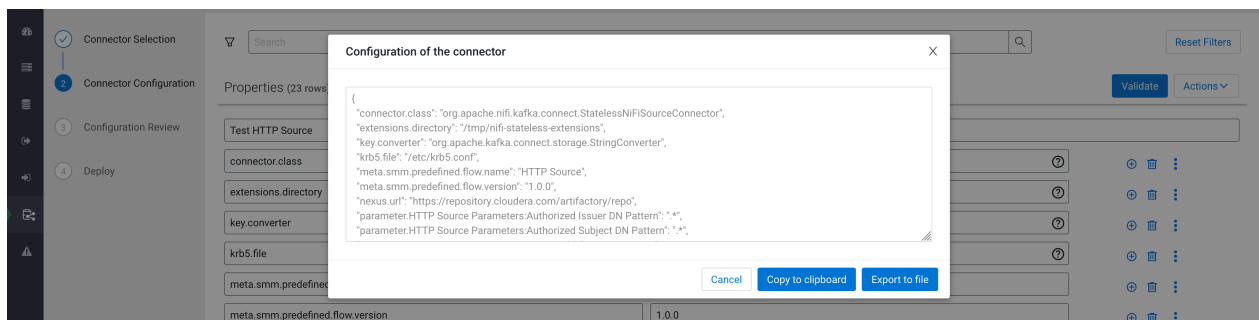 Connector Selection
2
Connector Configuration
3
Configuration Review
4
Deploy
Search
Reset Filters
Properties (23 rows)
Validate
Actions
Test HTTP Source
connector.class
extensions.directory
key.converter
krb5.file
meta.smm.predefined
meta.smm.predefined.flow.version
1.0.0
Configuration of the connector
{
"connector.class": "org.apache.nifi.kafka.connect.StatelessNiFiSourceConnector",
"extensions.directory": "/tmp/nifi-stateless-extensions",
"key.converter": "org.apache.kafka.connect.storage.StringConverter",
"krb5.file": "/etc/krb5.conf",
"meta.smm.predefined.flow.name": "HTTP Source",
"meta.smm.predefined.flow.version": "1.0.0",
"nexus.url": "https://repository.cloudera.com/artifactory/repo",
"parameter.HTTP Source Parameters:Authorized Issuer DN Pattern": ".*",
"parameter.HTTP Source Parameters:Authorized Subject DN Pattern": ".*",
Cancel
Copy to clipboard
Export to file